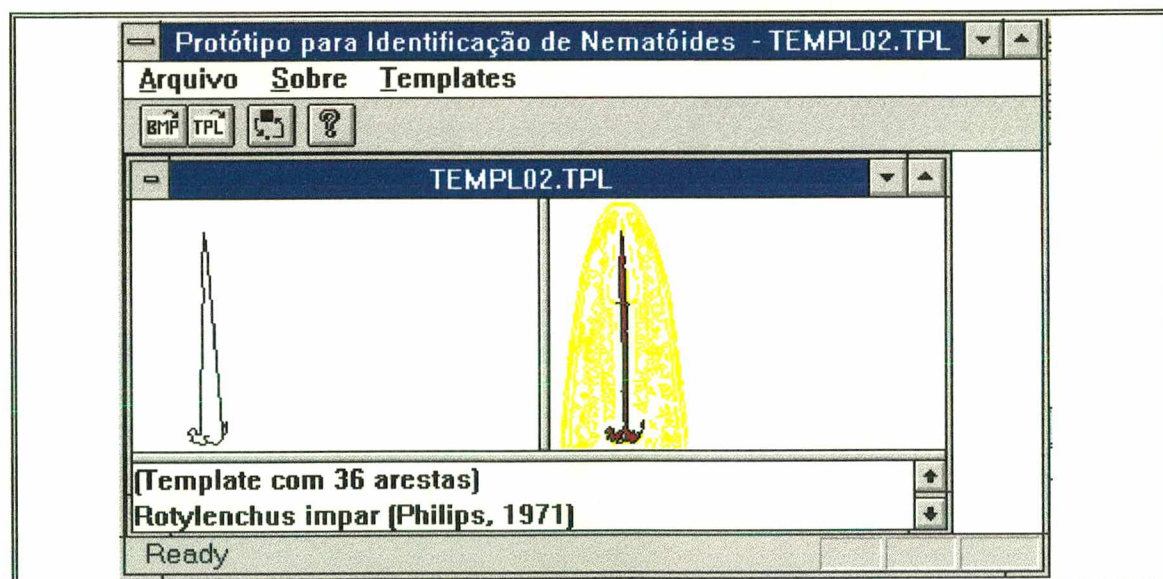 Protótipo para Identificação de Nematóides - TEMPL02.TPL
Arquivo Sobre Templates
BMP TPL ?
TEMPL02.TPL
(Template com 36 arestas)
Rotylenchus impar (Philips, 1971)
Ready